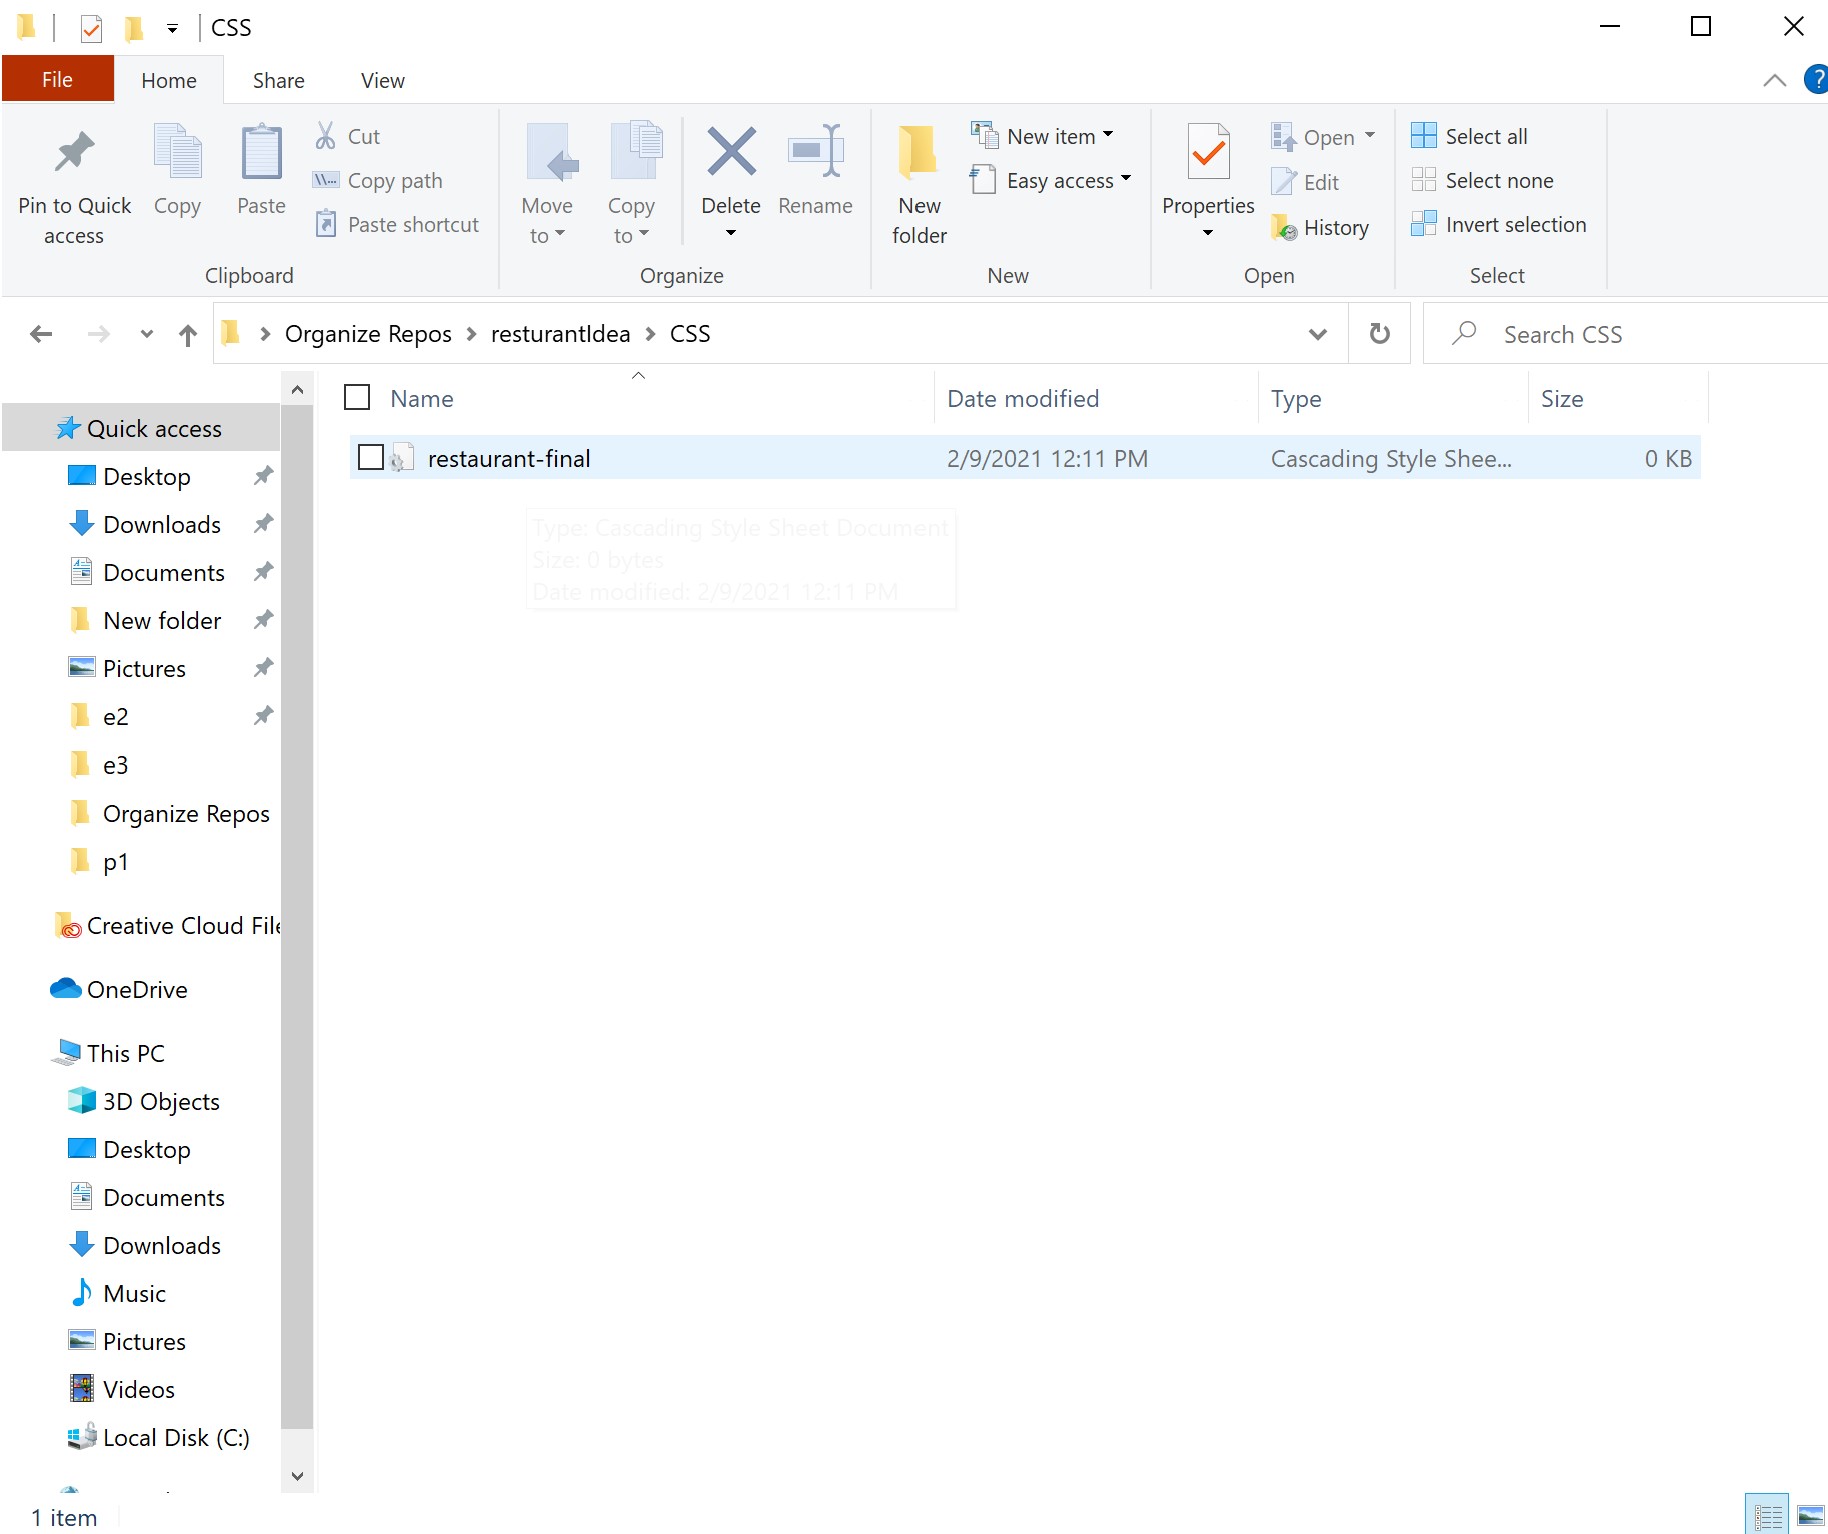 CSS
File Home Share View
?
Pin to Quick access
Copy
Paste
Cut
Copy path
Paste shortcut
Clipboard
Move to
Copy to
Delete
Rename
Organize
New folder
New item
Easy access
New
Properties
Open
Edit
History
Open
Select all
Select none
Invert selection
Select
Organize Repos resturantIdea CSS
Search CSS
Name Date modified Type Size
restaurant-final 2/9/2021 12:11 PM Cascading Style Shee... 0 KB
Type: Cascading Style Sheet Document
Size: 0 bytes
Date modified: 2/9/2021 12:11 PM
Quick access
Desktop
Downloads
Documents
New folder
Pictures
e2
e3
Organize Repos
p1
Creative Cloud File
OneDrive
This PC
3D Objects
Desktop
Documents
Downloads
Music
Pictures
Videos
Local Disk (C:)
1 item